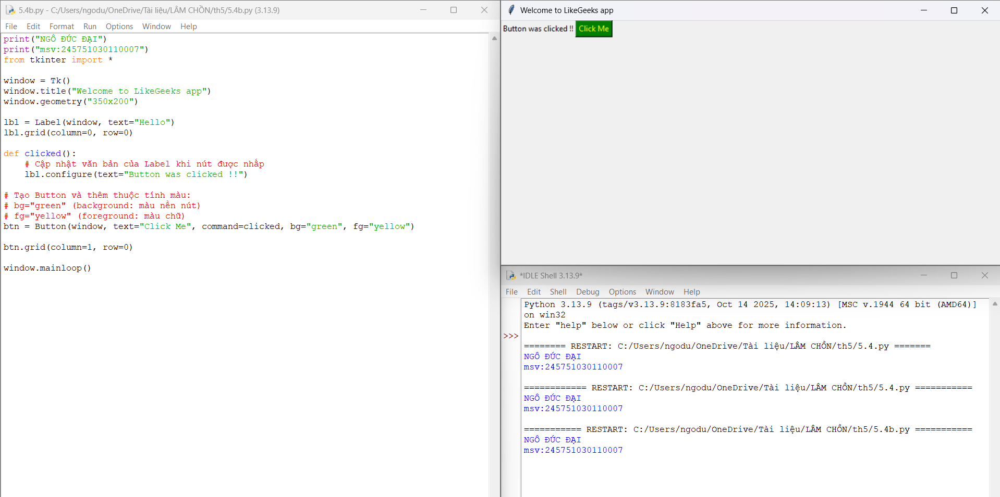 5.4b.py - C:/Users/ngodu/OneDrive/Tài liệu/LÂM CHỒN/th5/5.4b.py (3.13.9)
File Edit Format Run Options Window Help
print("NGÔ ĐỨC ĐẠI")
print("msv:245751030110007")
from tkinter import *
window = Tk()
window.title("Welcome to LikeGeeks app")
window.geometry("350x200")
lbl = Label(window, text="Hello")
lbl.grid(column=0, row=0)
def clicked():
    # Cập nhật văn bản của Label khi nút được nhấp
    lbl.configure(text="Button was clicked !!")
# Tạo Button và thêm thuộc tính màu:
# bg="green" (background: màu nền nút)
# fg="yellow" (foreground: màu chữ)
btn = Button(window, text="Click Me", command=clicked, bg="green", fg="yellow")
btn.grid(column=1, row=0)
window.mainloop()
Welcome to LikeGeeks app
Button was clicked !! Click Me
*IDLE Shell 3.13.9*
File Edit Shell Debug Options Window Help
Python 3.13.9 (tags/v3.13.9:8183fa5, Oct 14 2025, 14:09:13) [MSC v.1944 64 bit (AMD64)]
on win32
Enter "help" below or click "Help" above for more information.
>>>
======== RESTART: C:/Users/ngodu/OneDrive/Tài liệu/LÂM CHỒN/th5/5.4.py =======
NGÔ ĐỨC ĐẠI
msv:245751030110007
============ RESTART: C:/Users/ngodu/OneDrive/Tài liệu/LÂM CHỒN/th5/5.4.py ===========
NGÔ ĐỨC ĐẠI
msv:245751030110007
=========== RESTART: C:/Users/ngodu/OneDrive/Tài liệu/LÂM CHỒN/th5/5.4b.py ===========
NGÔ ĐỨC ĐẠI
msv:245751030110007